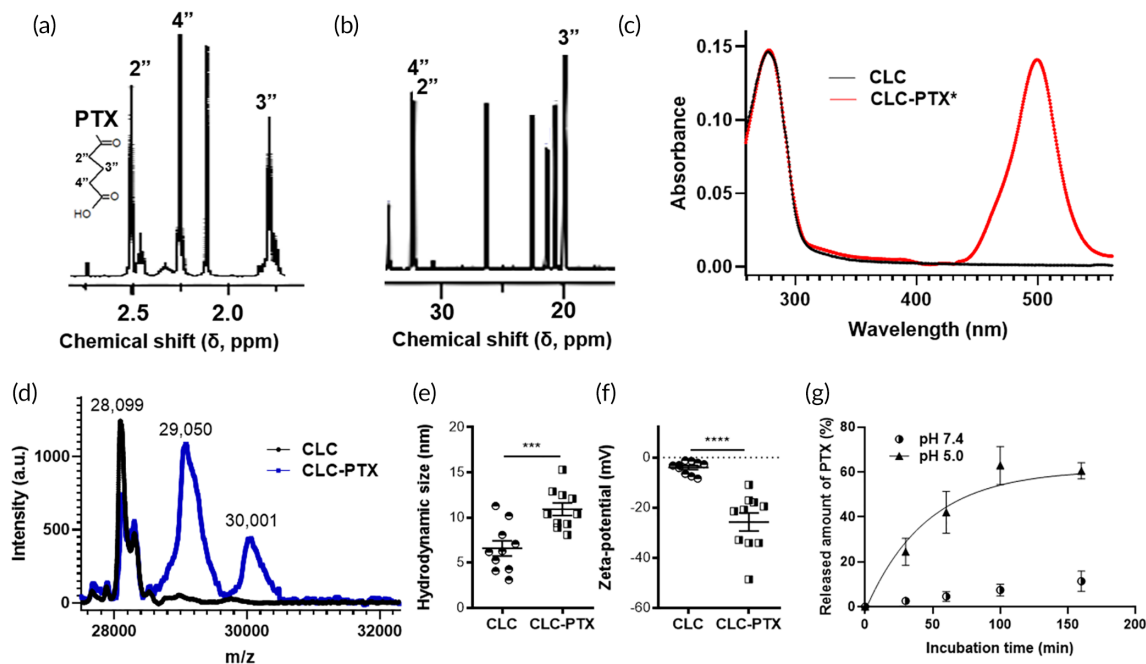 (a)
4”
2”
3”
PTX
O
2”
3”
4”
O
HO
2.5
2.0
Chemical shift (δ, ppm)
(b)
3”
4”
2”
30
20
Chemical shift (δ, ppm)
(c)
0.15
0.10
0.05
0.00
CLC
CLC-PTX*
Absorbance
300
400
500
Wavelength (nm)
(d)
28,099
29,050
30,001
CLC
CLC-PTX
1000
500
0
Intensity (a.u.)
28000
30000
32000
m/z
(e)
***
20
15
10
5
0
Hydrodynamic size (nm)
CLC
CLC-PTX
(f)
****
0
-20
-40
-60
Zeta-potential (mV)
CLC
CLC-PTX
(g)
80
60
40
20
0
pH 7.4
pH 5.0
Released amount of PTX (%)
0
50
100
150
200
Incubation time (min)